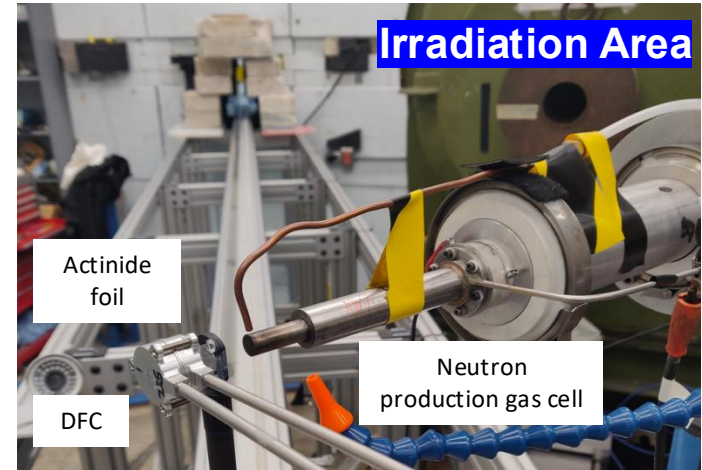 Irradiation Area
Actinide
foil
Neutron
production gas cell
DFC